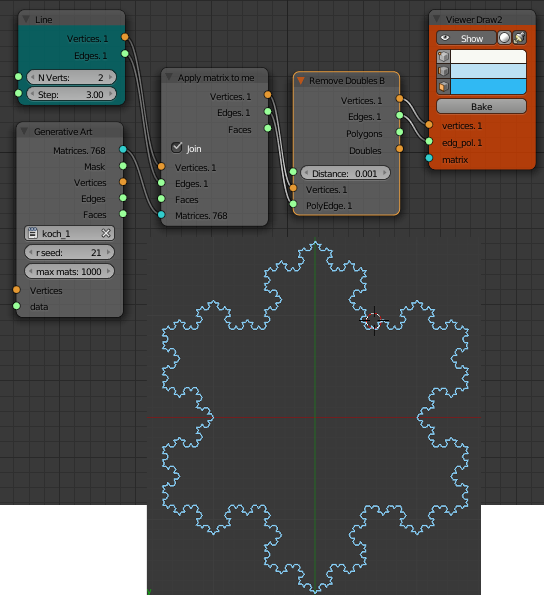 Line
Vertices. 1
Edges. 1
N Verts: 2
Step: 3.00
Generative Art
Matrices. 768
Mask
Vertices
Edges
Faces
koch_1
r seed: 21
max mats: 1000
Vertices
data
Apply matrix to me
Vertices. 1
Edges. 1
Faces
Join
Vertices. 1
Edges. 1
Faces
Matrices. 768
Remove Doubles B
Vertices. 1
Edges. 1
Polygons
Doubles
Distance: 0.001
Vertices. 1
PolyEdge. 1
Viewer Draw2
Show
Bake
vertices. 1
edg_pol. 1
matrix